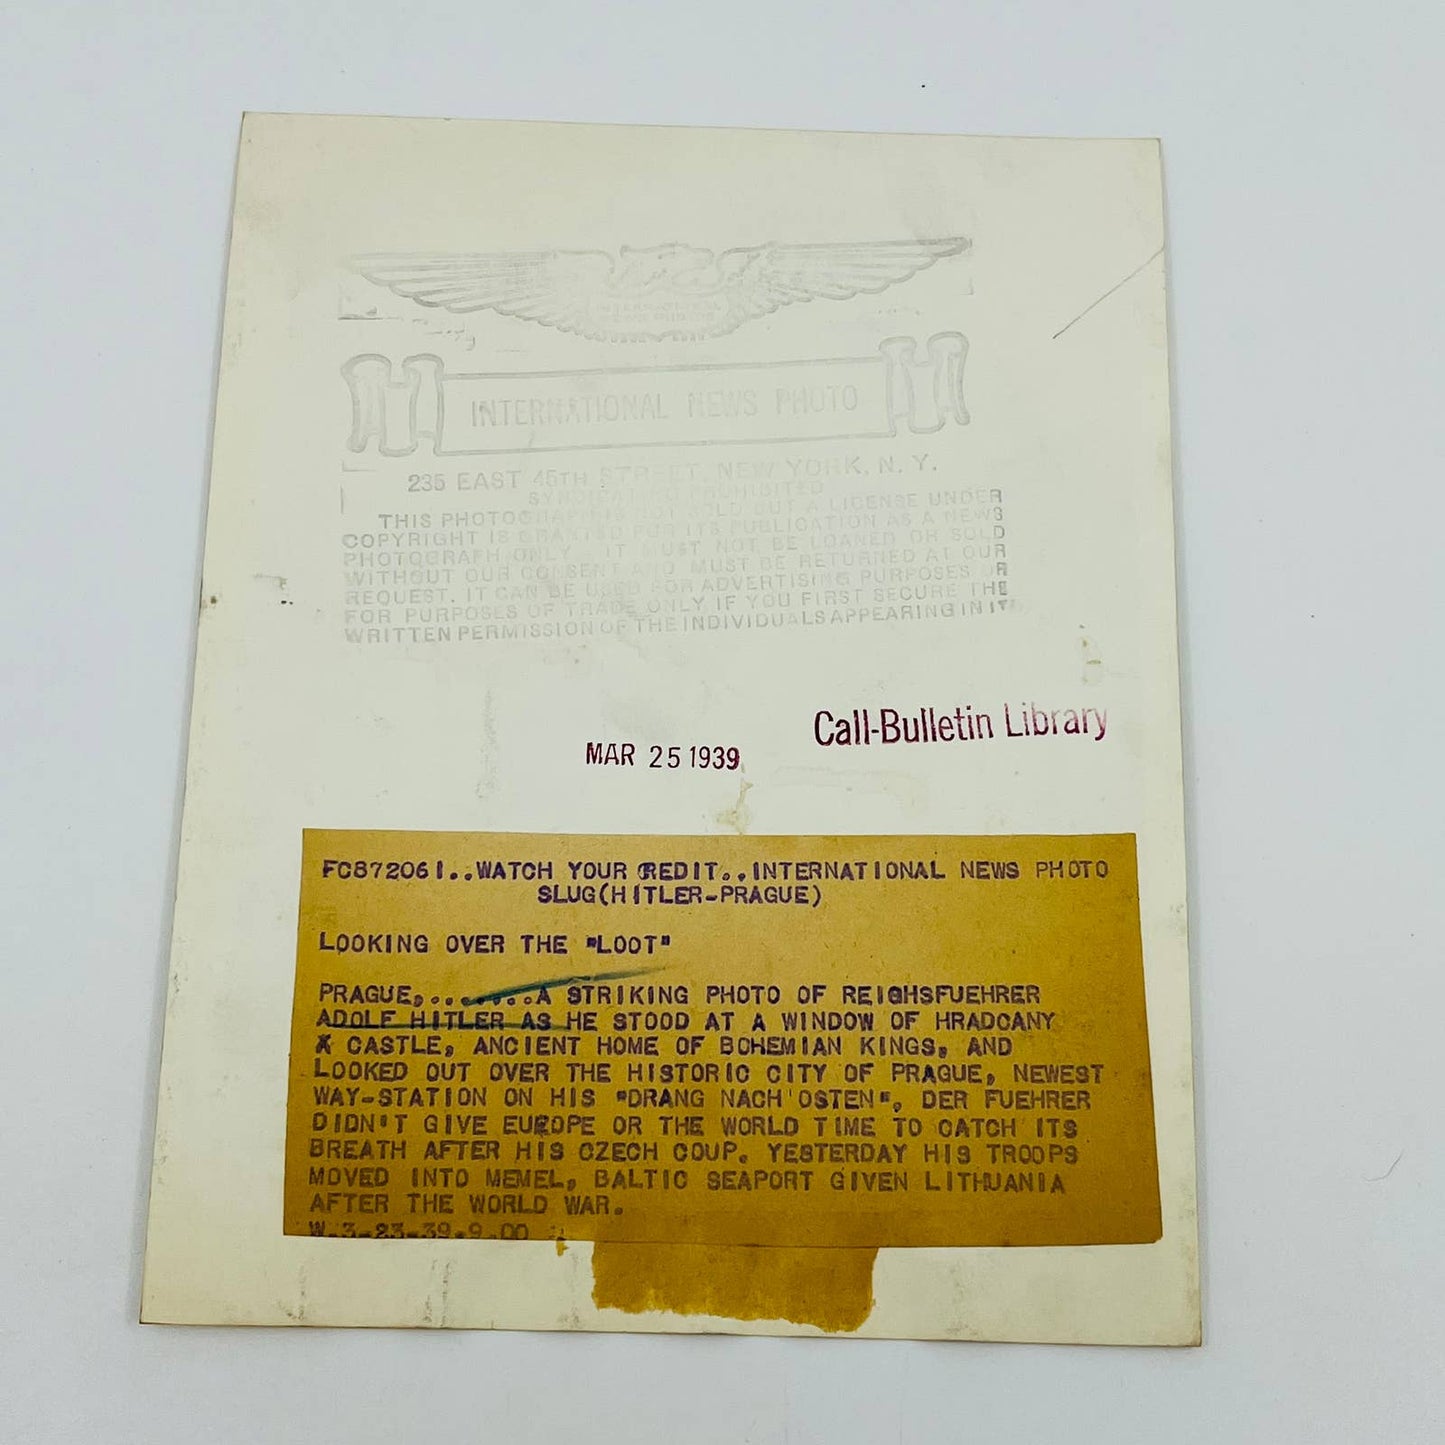 INTERNATIONAL
NEWS PHOTOS
INTERNATIONAL NEWS PHOTO
235 EAST 45TH STREET, NEW YORK, N. Y.
SYNDICATING PROHIBITED
THIS PHOTOGRAPH IS NOT SOLD BUT A LICENSE UNDER
COPYRIGHT IS GRANTED FOR ITS PUBLICATION AS A NEWS
PHOTOGRAPH ONLY. IT MUST NOT BE LOANED OR SOLD
WITHOUT OUR CONSENT AND MUST BE RETURNED AT OUR
REQUEST. IT CAN BE USED FOR ADVERTISING PURPOSES OR
FOR PURPOSES OF TRADE ONLY IF YOU FIRST SECURE THE
WRITTEN PERMISSION OF THE INDIVIDUALS APPEARING IN IT
Call-Bulletin Library
MAR 25 1939
FC872061..WATCH YOUR CREDIT..INTERNATIONAL NEWS PHOTO
SLUG(HITLER-PRAGUE)
LOOKING OVER THE "LOOT"
PRAGUE,........A STRIKING PHOTO OF REICHSFUEHRER
ADOLF HITLER AS HE STOOD AT A WINDOW OF HRADCANY
X CASTLE, ANCIENT HOME OF BOHEMIAN KINGS, AND
LOOKED OUT OVER THE HISTORIC CITY OF PRAGUE, NEWEST
WAY-STATION ON HIS "DRANG NACH OSTEN", DER FUEHRER
DIDN'T GIVE EUROPE OR THE WORLD TIME TO CATCH ITS
BREATH AFTER HIS CZECH COUP. YESTERDAY HIS TROOPS
MOVED INTO MEMEL, BALTIC SEAPORT GIVEN LITHUANIA
AFTER THE WORLD WAR.
W.3-23-39.9.00